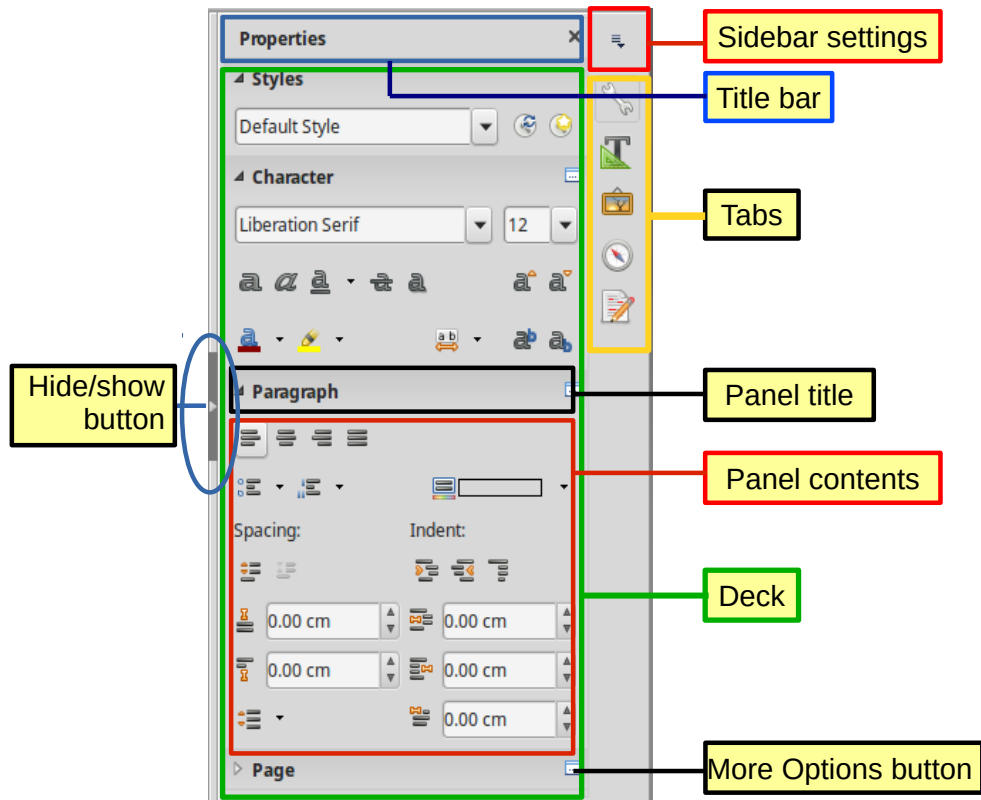 Properties
Sidebar settings
Styles
Title bar
Default Style
Character
Liberation Serif
12
Tabs
Hide/show
button
Paragraph
Panel title
Panel contents
Spacing:
Indent:
0.00 cm
0.00 cm
Deck
0.00 cm
0.00 cm
0.00 cm
Page
More Options button